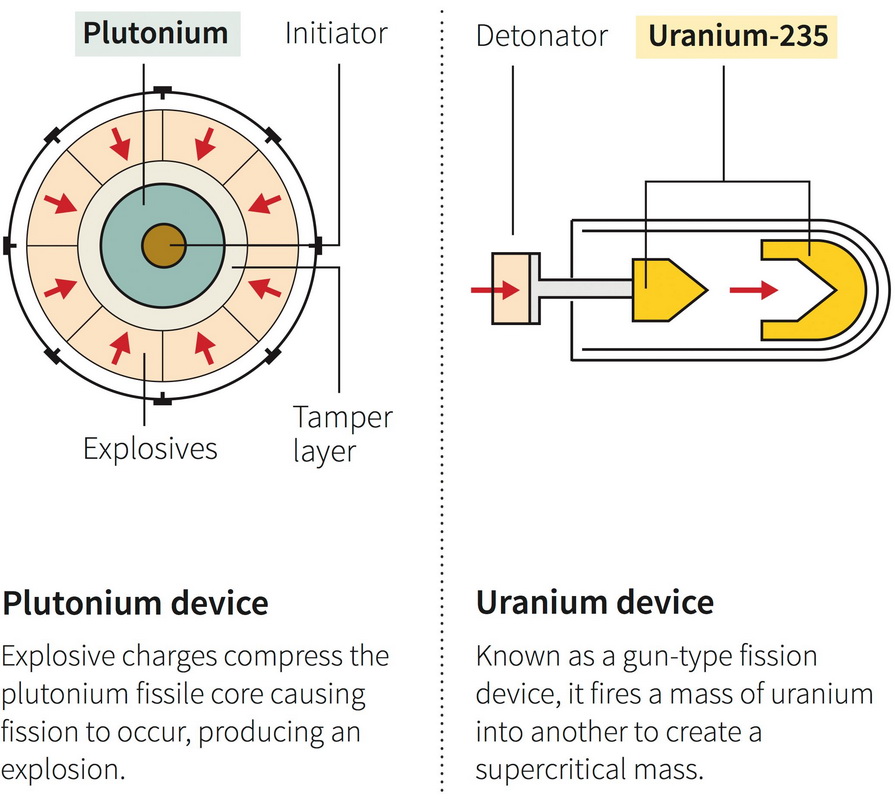 Plutonium
Initiator
Explosives
Tamper
layer
Plutonium device
Explosive charges compress the
plutonium fissile core causing
fission to occur, producing an
explosion.
Detonator
Uranium-235
Uranium device
Known as a gun-type fission
device, it fires a mass of uranium
into another to create a
supercritical mass.